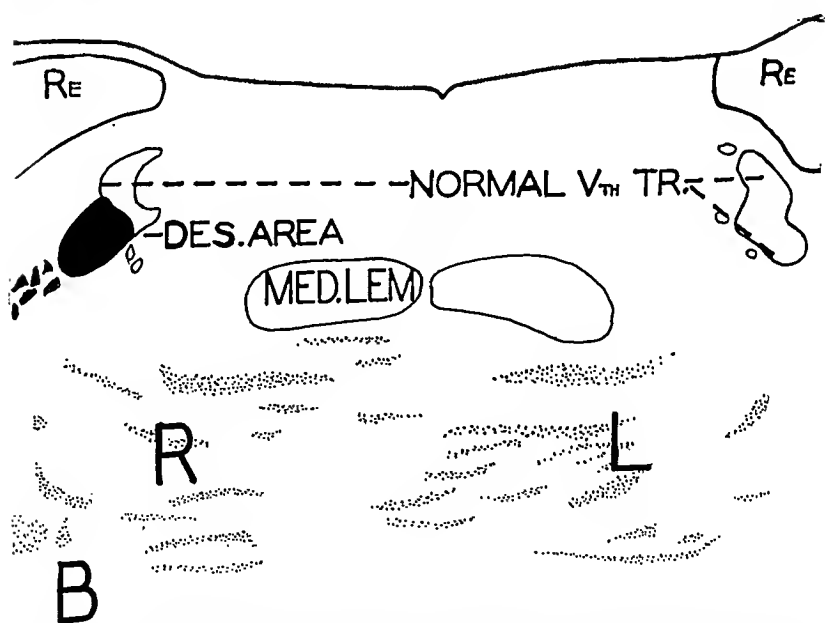 RE
RE
NORMAL VTH TR.
DES. AREA
MED. LEM
R
L
B